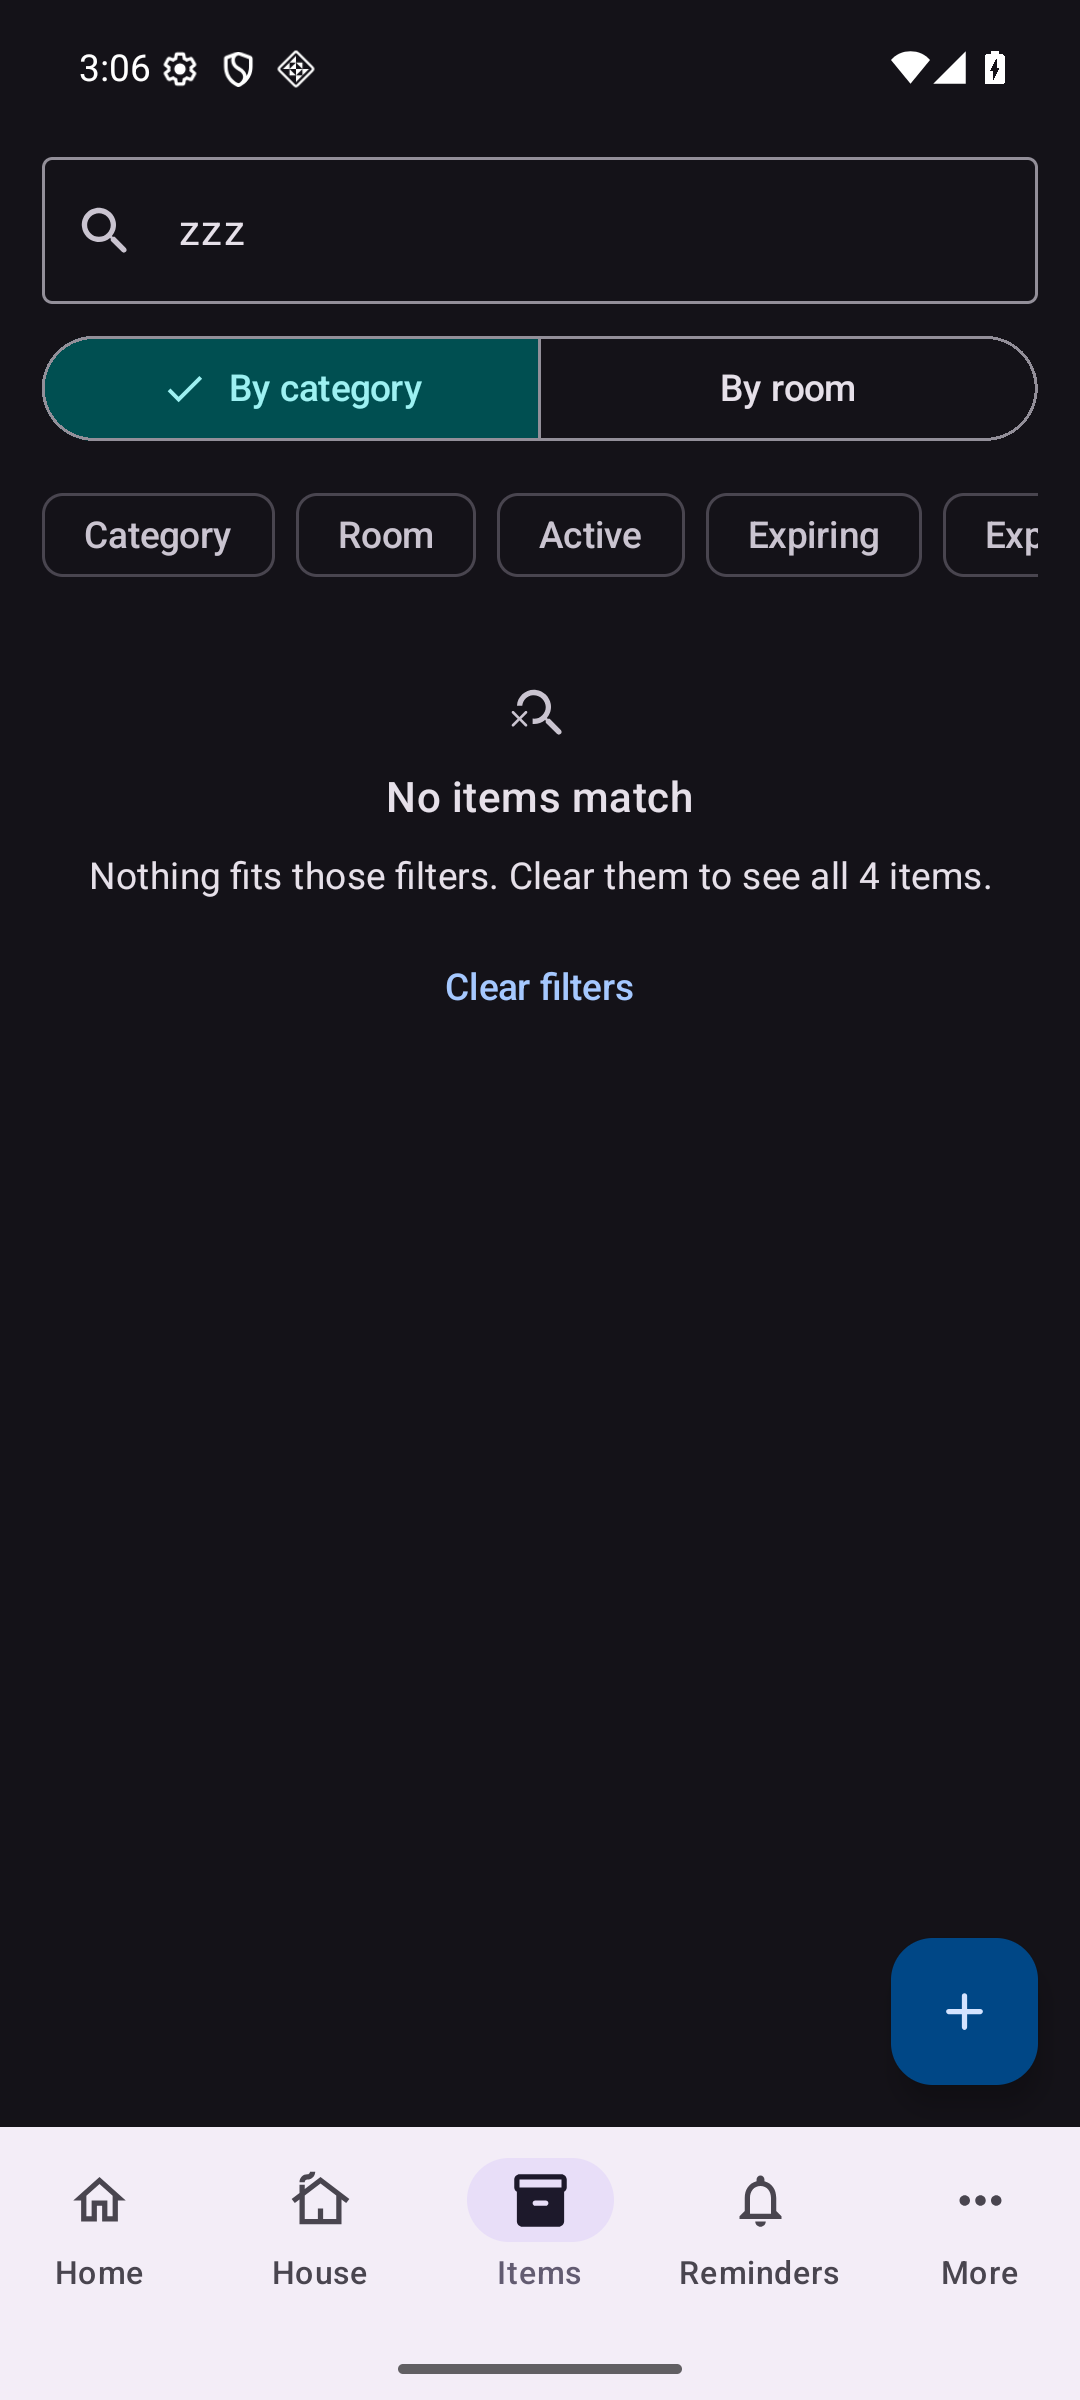 3:06
zzz
By category
By room
Category
Room
Active
Expiring
Exp
No items match
Nothing fits those filters. Clear them to see all 4 items.
Clear filters
Home
House
Items
Reminders
More